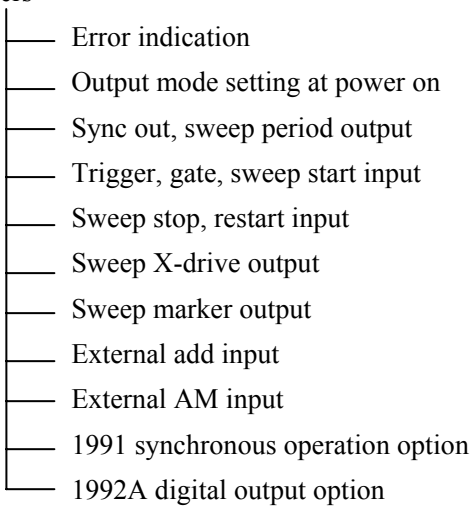 Error indication
Output mode setting at power on
Sync out, sweep period output
Trigger, gate, sweep start input
Sweep stop, restart input
Sweep X-drive output
Sweep marker output
External add input
External AM input
1991 synchronous operation option
1992A digital output option